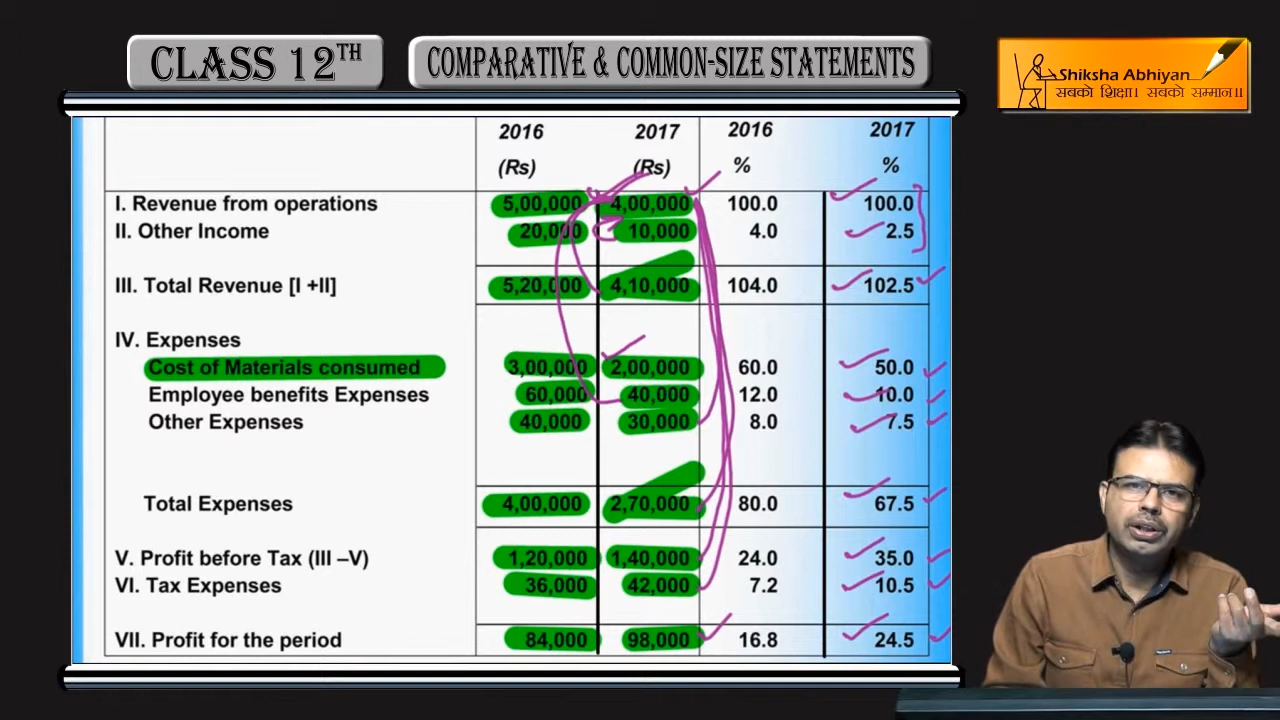 CLASS 12TH
COMPARATIVE & COMMON-SIZE STATEMENTS
Shiksha Abhiyan
सबको शिक्षा। सबको सम्मान॥
2016 2017 2016 2017
(Rs) (Rs) % %
I. Revenue from operations 5,00,000 4,00,000 100.0 100.0
II. Other Income 20,000 10,000 4.0 2.5
III. Total Revenue [I +II] 5,20,000 4,10,000 104.0 102.5
IV. Expenses
Cost of Materials consumed 3,00,000 2,00,000 60.0 50.0
Employee benefits Expenses 60,000 40,000 12.0 10.0
Other Expenses 40,000 30,000 8.0 7.5
Total Expenses 4,00,000 2,70,000 80.0 67.5
V. Profit before Tax (III –V) 1,20,000 1,40,000 24.0 35.0
VI. Tax Expenses 36,000 42,000 7.2 10.5
VII. Profit for the period 84,000 98,000 16.8 24.5